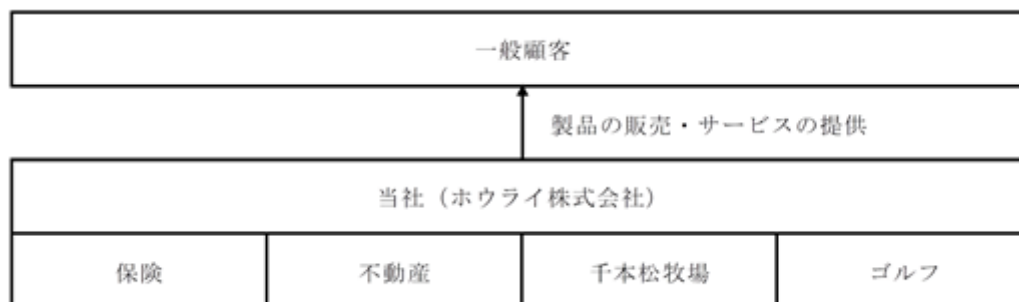 一般顧客
製品の販売・サービスの提供
当社（ホウライ株式会社）
保険 不動産 千本松牧場 ゴルフ